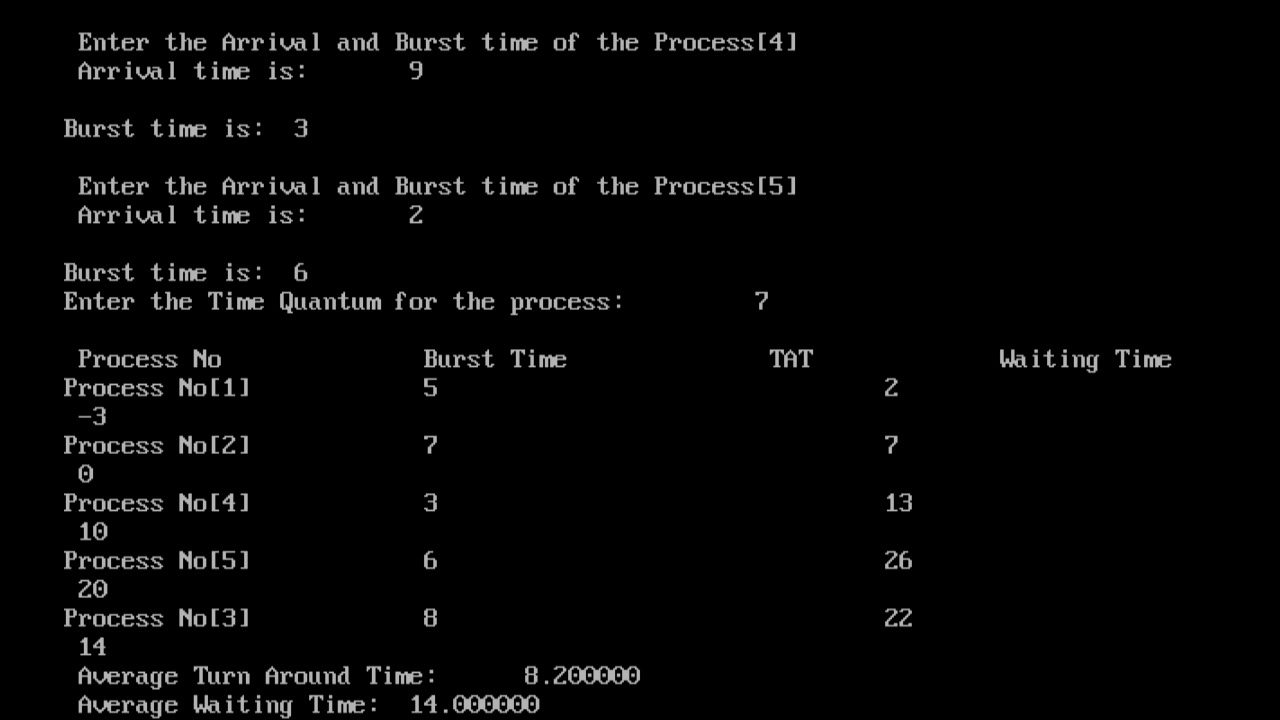 Enter the Arrival and Burst time of the Process[4]
Arrival time is: 9
Burst time is: 3
Enter the Arrival and Burst time of the Process[5]
Arrival time is: 2
Burst time is: 6
Enter the Time Quantum for the process: 7
Process No Burst Time TAT Waiting Time
Process No[1] 5 2
-3
Process No[2] 7 7
0
Process No[4] 3 13
10
Process No[5] 6 26
20
Process No[3] 8 22
14
Average Turn Around Time: 8.200000
Average Waiting Time: 14.000000